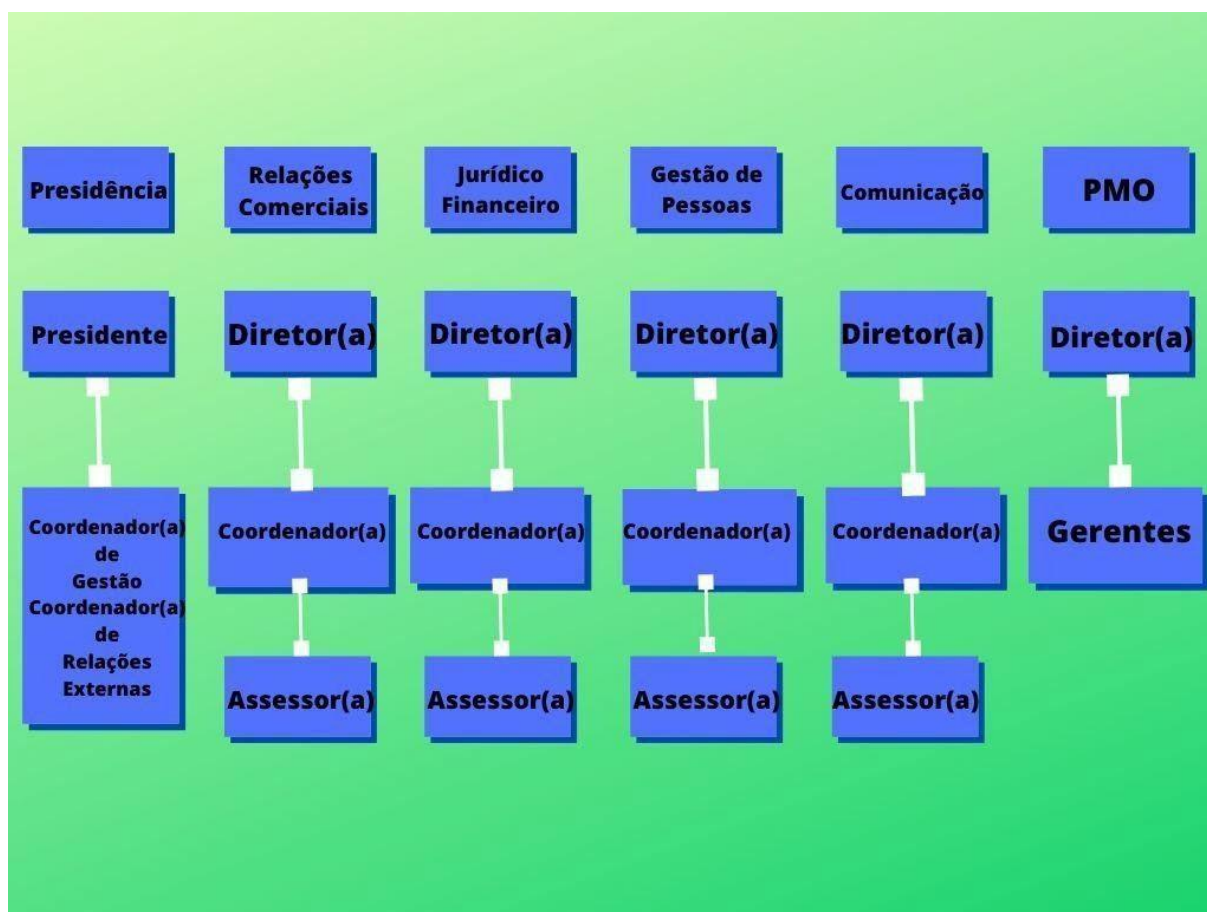 Presidência
Relações
Comerciais
Jurídico
Financeiro
Gestão de
Pessoas
Comunicação
PMO
Presidente
Diretor(a)
Diretor(a)
Diretor(a)
Diretor(a)
Diretor(a)
Coordenador(a)
de
Gestão
Coordenador(a)
de
Relações
Externas
Coordenador(a)
Coordenador(a)
Coordenador(a)
Coordenador(a)
Gerentes
Assessor(a)
Assessor(a)
Assessor(a)
Assessor(a)